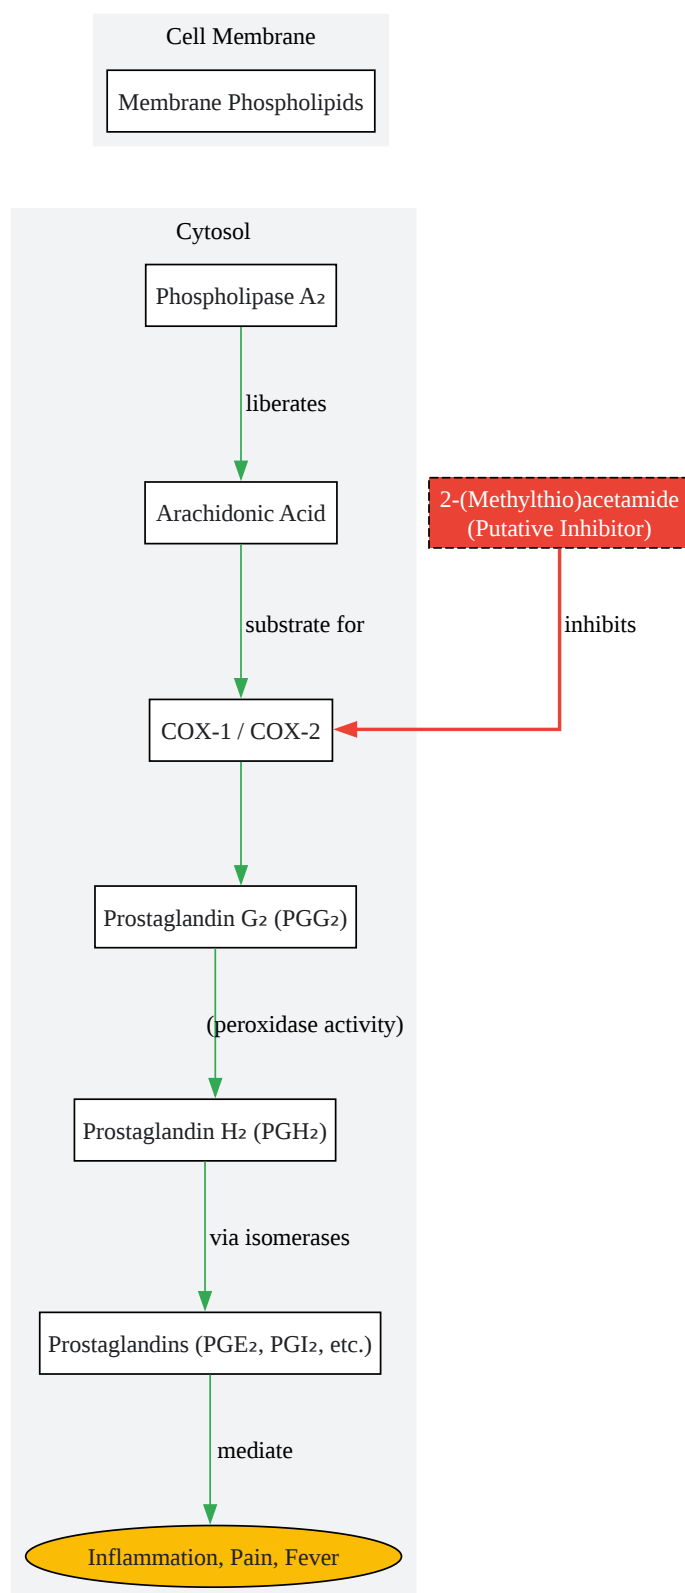 Cell Membrane
Membrane Phospholipids
Cytosol
Phospholipase A₂
liberates
Arachidonic Acid
2-(Methylthio)acetamide
(Putative Inhibitor)
substrate for
inhibits
COX-1 / COX-2
Prostaglandin G₂ (PGG₂)
(peroxidase activity)
Prostaglandin H₂ (PGH₂)
via isomerases
Prostaglandins (PGE₂, PGI₂, etc.)
mediate
Inflammation, Pain, Fever